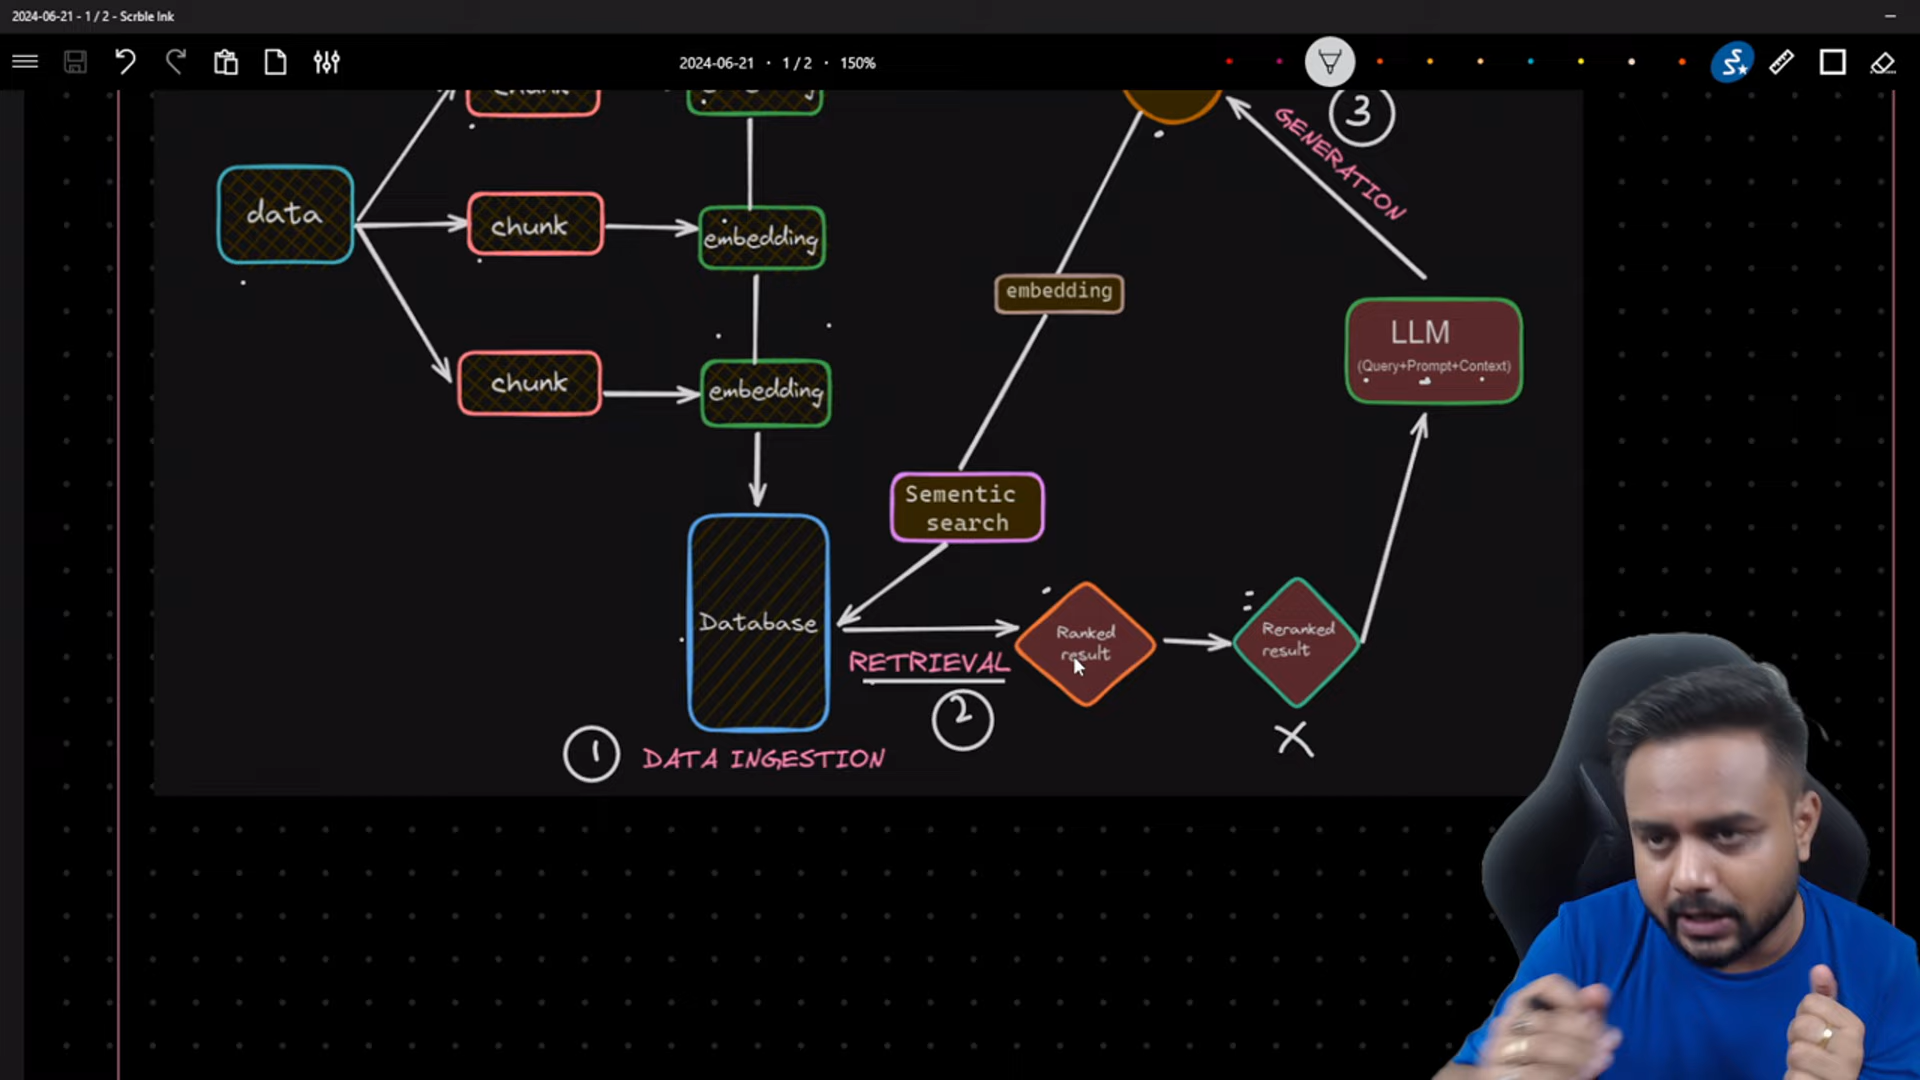 2024-06-21 - 1 / 2 - Scrble Ink
2024-06-21 · 1 / 2 · 150%
chunk
3
GENERATION
data
chunk
embedding
embedding
LLM
(Query+Prompt+Context)
chunk
embedding
Sementic
search
Database
Ranked
result
Reranked
result
RETRIEVAL
2
X
1
DATA INGESTION